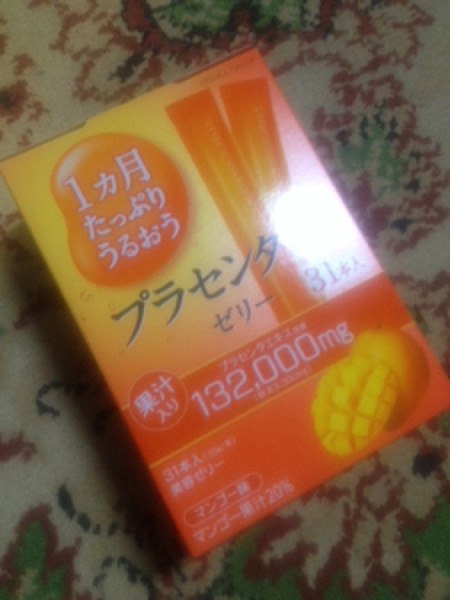 1カ月
たっぷり
うるおう
プラセンタ
ゼリー
31本入
プラセンタエキス
132,000mg
果汁
入り
31本入
美容ゼリー
マンゴー味
マンゴー果汁20%